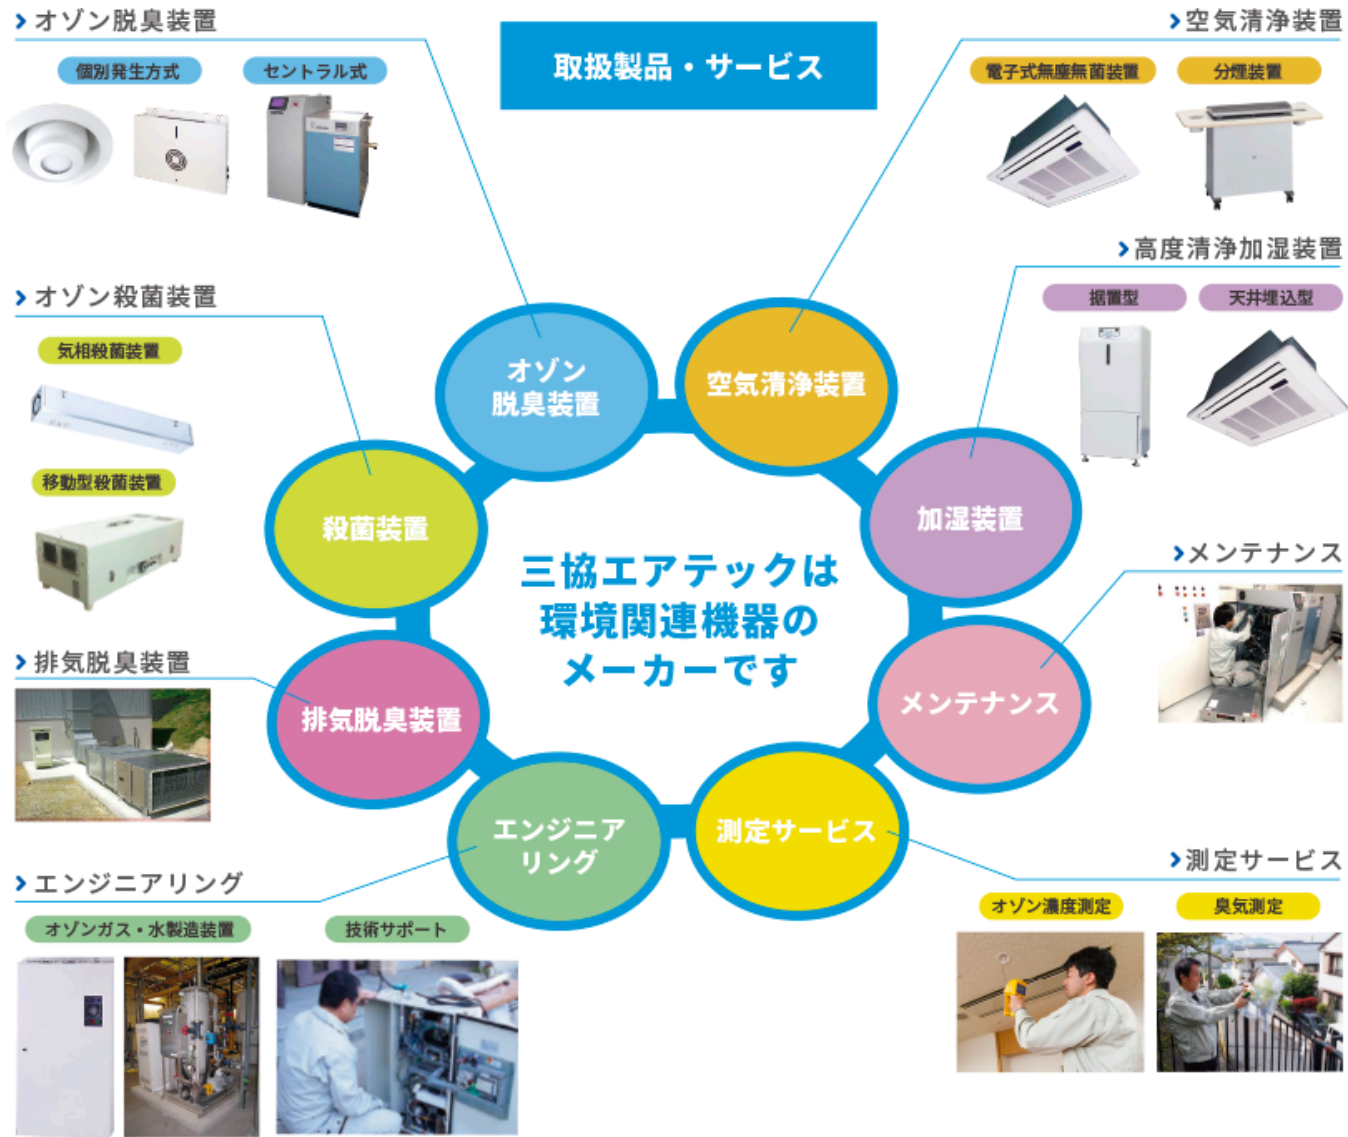 取扱製品・サービス
オゾン脱臭装置
個別発生方式
セントラル式
空気清浄装置
電子式無塵無菌装置
分煙装置
高度清浄加湿装置
据置型
天井埋込型
オゾン殺菌装置
気相殺菌装置
移動型殺菌装置
オゾン
脱臭装置
空気清浄装置
殺菌装置
加湿装置
三協エアテックは
環境関連機器の
メーカーです
メンテナンス
排気脱臭装置
排気脱臭装置
メンテナンス
エンジニア
リング
測定サービス
エンジニアリング
オゾンガス・水製造装置
技術サポート
測定サービス
オゾン濃度測定
臭気測定